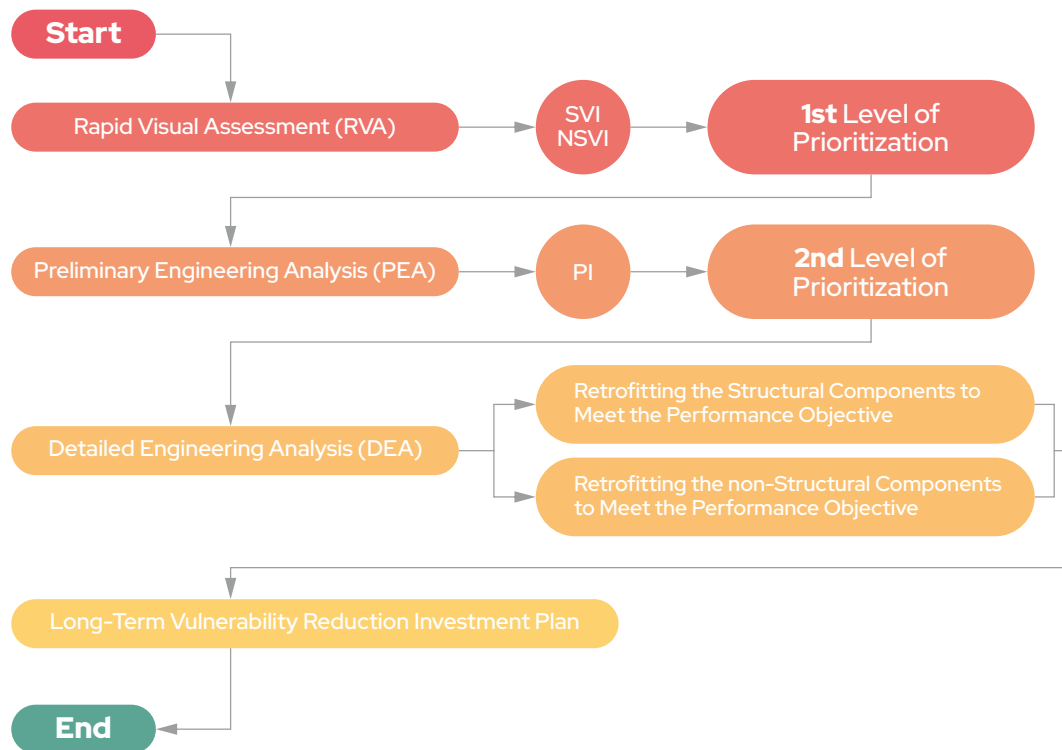 Start
Rapid Visual Assessment (RVA)
SVI
NSVI
1st Level of
Prioritization
Preliminary Engineering Analysis (PEA)
PI
2nd Level of
Prioritization
Detailed Engineering Analysis (DEA)
Retrofitting the Structural Components to
Meet the Performance Objective
Retrofitting the non-Structural Components
to Meet the Performance Objective
Long-Term Vulnerability Reduction Investment Plan
End